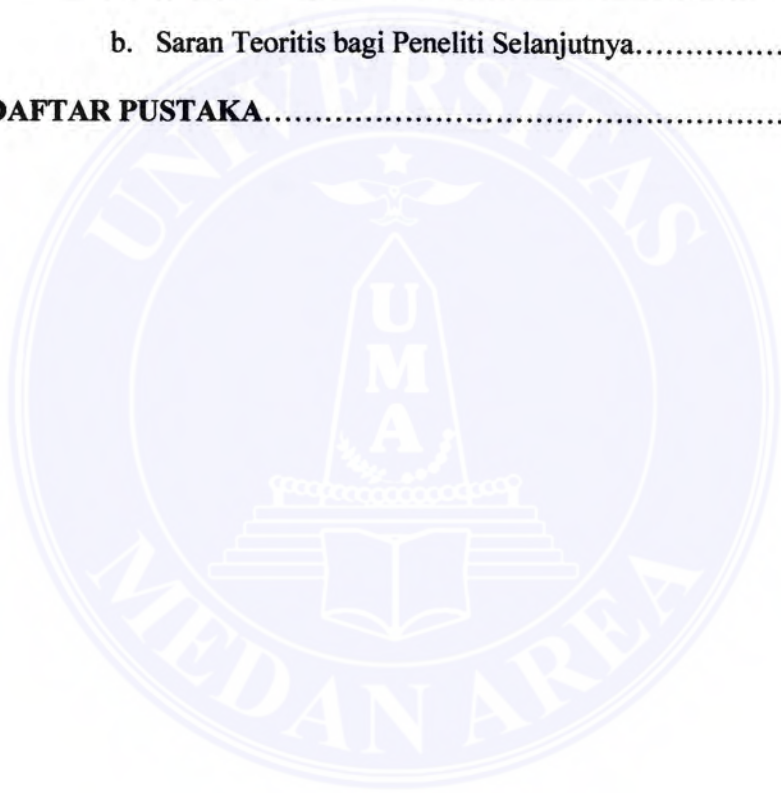 b. Saran Teoritis bagi Peneliti Selanjutnya...............
DAFTAR PUSTAKA....................................................
UNIVERSITAS
U
M
A
MEDAN AREA